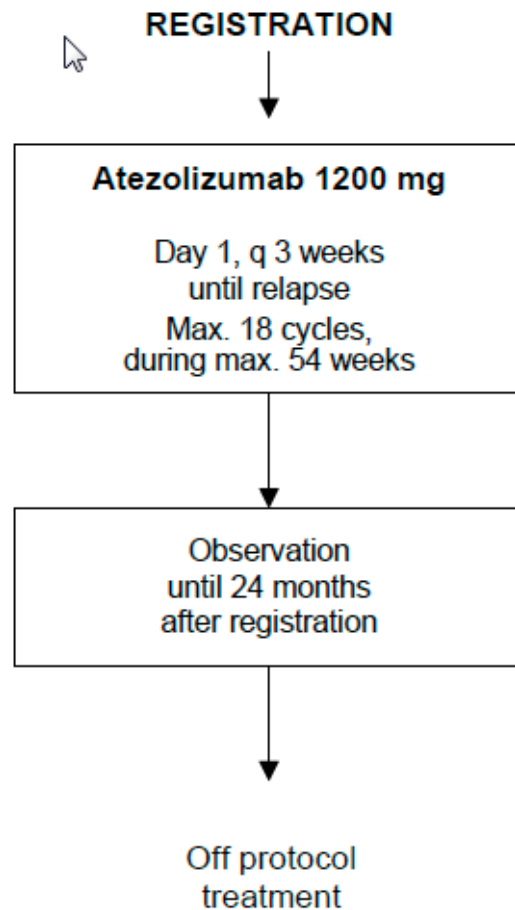 REGISTRATION
Atezolizumab 1200 mg
Day 1, q 3 weeks
until relapse
Max. 18 cycles,
during max. 54 weeks
Observation
until 24 months
after registration
Off protocol
treatment